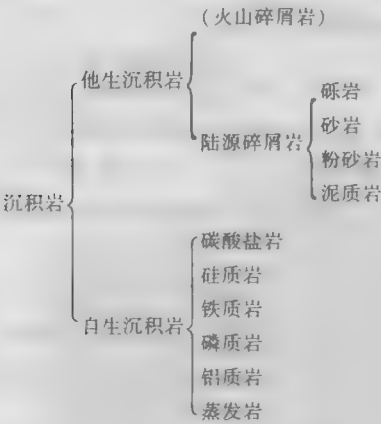 (火山碎屑岩)
他生沉积岩
砾岩
砂岩
陆源碎屑岩
粉砂岩
泥质岩
沉积岩
碳酸盐岩
硅质岩
铁质岩
自生沉积岩
磷质岩
铝质岩
蒸发岩